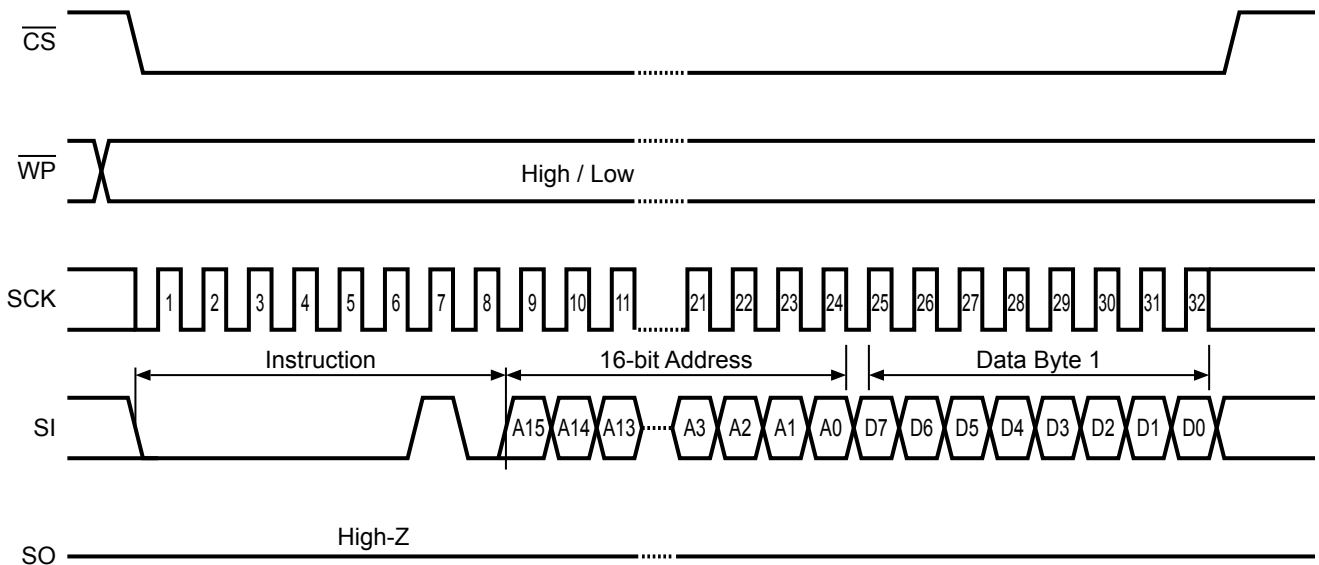 CS
WP
High / Low
SCK
1 2 3 4 5 6 7 8 9 10 11 21 22 23 24 25 26 27 28 29 30 31 32
Instruction 16-bit Address Data Byte 1
SI
A15 A14 A13 A3 A2 A1 A0 D7 D6 D5 D4 D3 D2 D1 D0
High-Z
SO